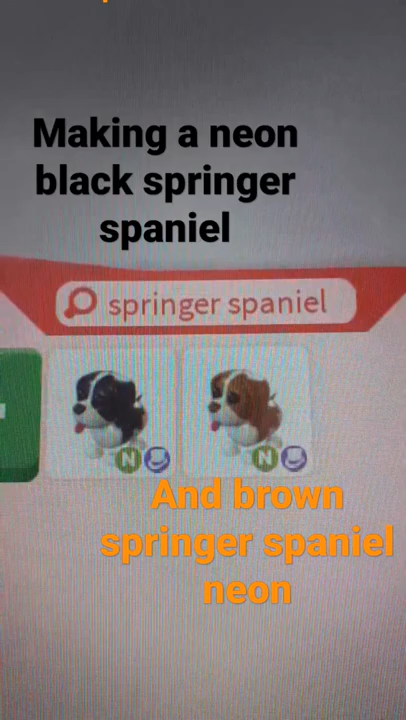 Making a neon
black springer
spaniel
springer spaniel
N
N
And brown
springer spaniel
neon